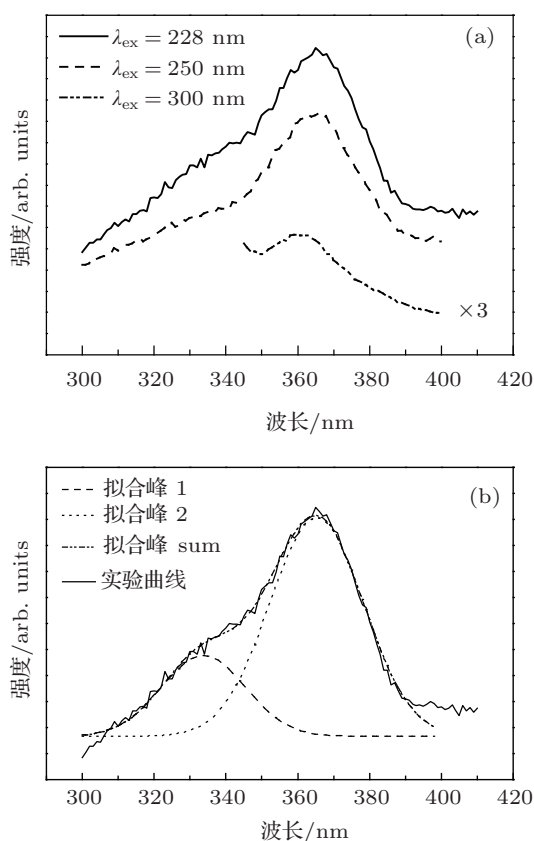 (a)
λex = 228 nm
λex = 250 nm
λex = 300 nm
×3
强度/arb. units
300 320 340 360 380 400 420
波长/nm
(b)
拟合峰 1
拟合峰 2
拟合峰 sum
实验曲线
强度/arb. units
300 320 340 360 380 400 420
波长/nm